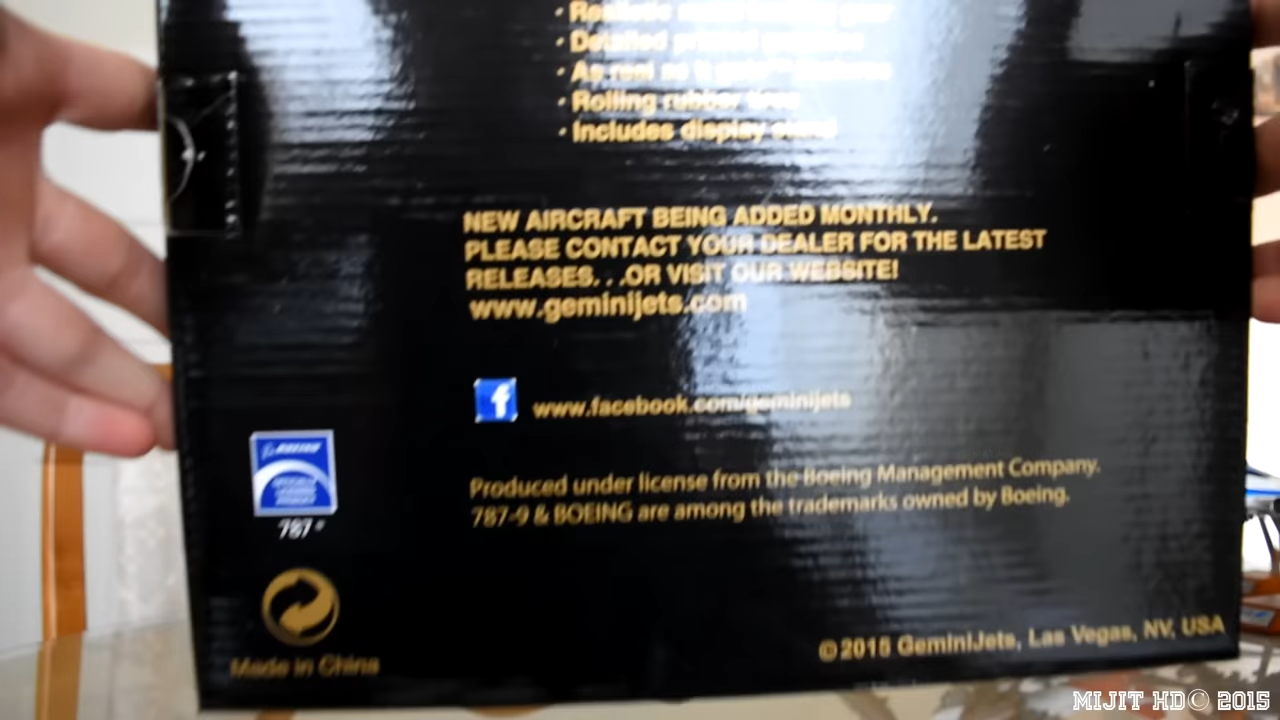 · Realistic
· Detailed printed
· As real as it gets
· Rolling rubber tires
· Includes display stand
NEW AIRCRAFT BEING ADDED MONTHLY.
PLEASE CONTACT YOUR DEALER FOR THE LATEST
RELEASES. . .OR VISIT OUR WEBSITE!
www.geminijets.com
f www.facebook.com/geminijets
BOEING
787
Produced under license from the Boeing Management Company.
787-9 & BOEING are among the trademarks owned by Boeing.
Made in China
©2015 GeminiJets, Las Vegas, NV, USA
MIJIT HD© 2015